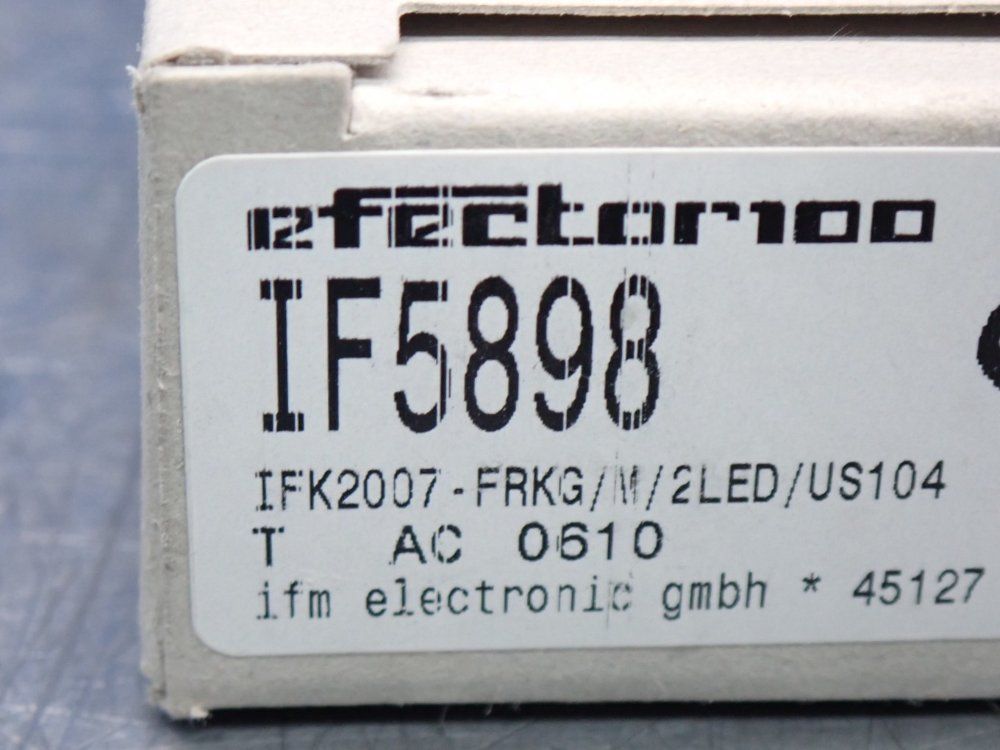 efector100
IF5898
IFK2007-FRKG/M/2LED/US104
T AC 0610
ifm electronic gmbh * 45127